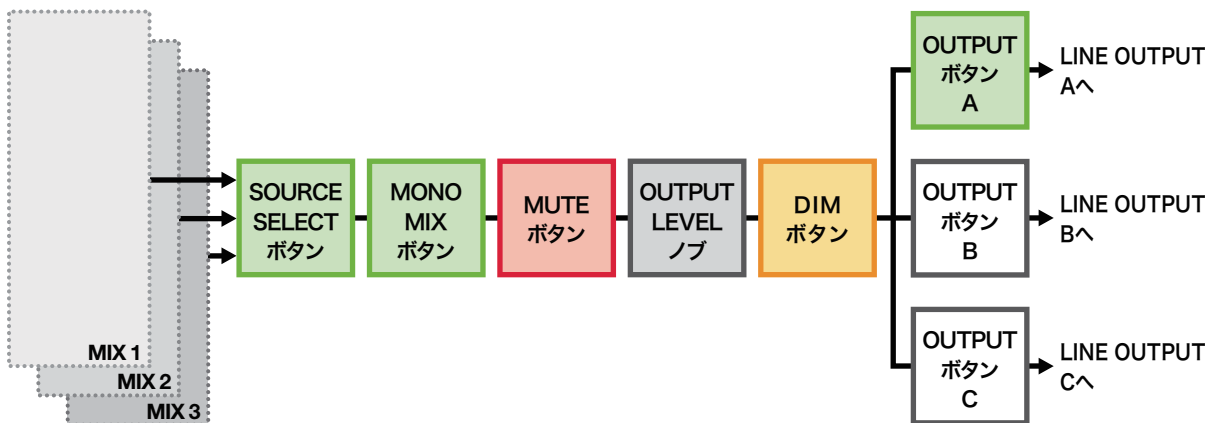 MIX 1
MIX 2
MIX 3
SOURCE
SELECT
ボタン
MONO
MIX
ボタン
MUTE
ボタン
OUTPUT
LEVEL
ノブ
DIM
ボタン
OUTPUT
ボタン
A
LINE OUTPUT
Aへ
OUTPUT
ボタン
B
LINE OUTPUT
Bへ
OUTPUT
ボタン
C
LINE OUTPUT
Cへ